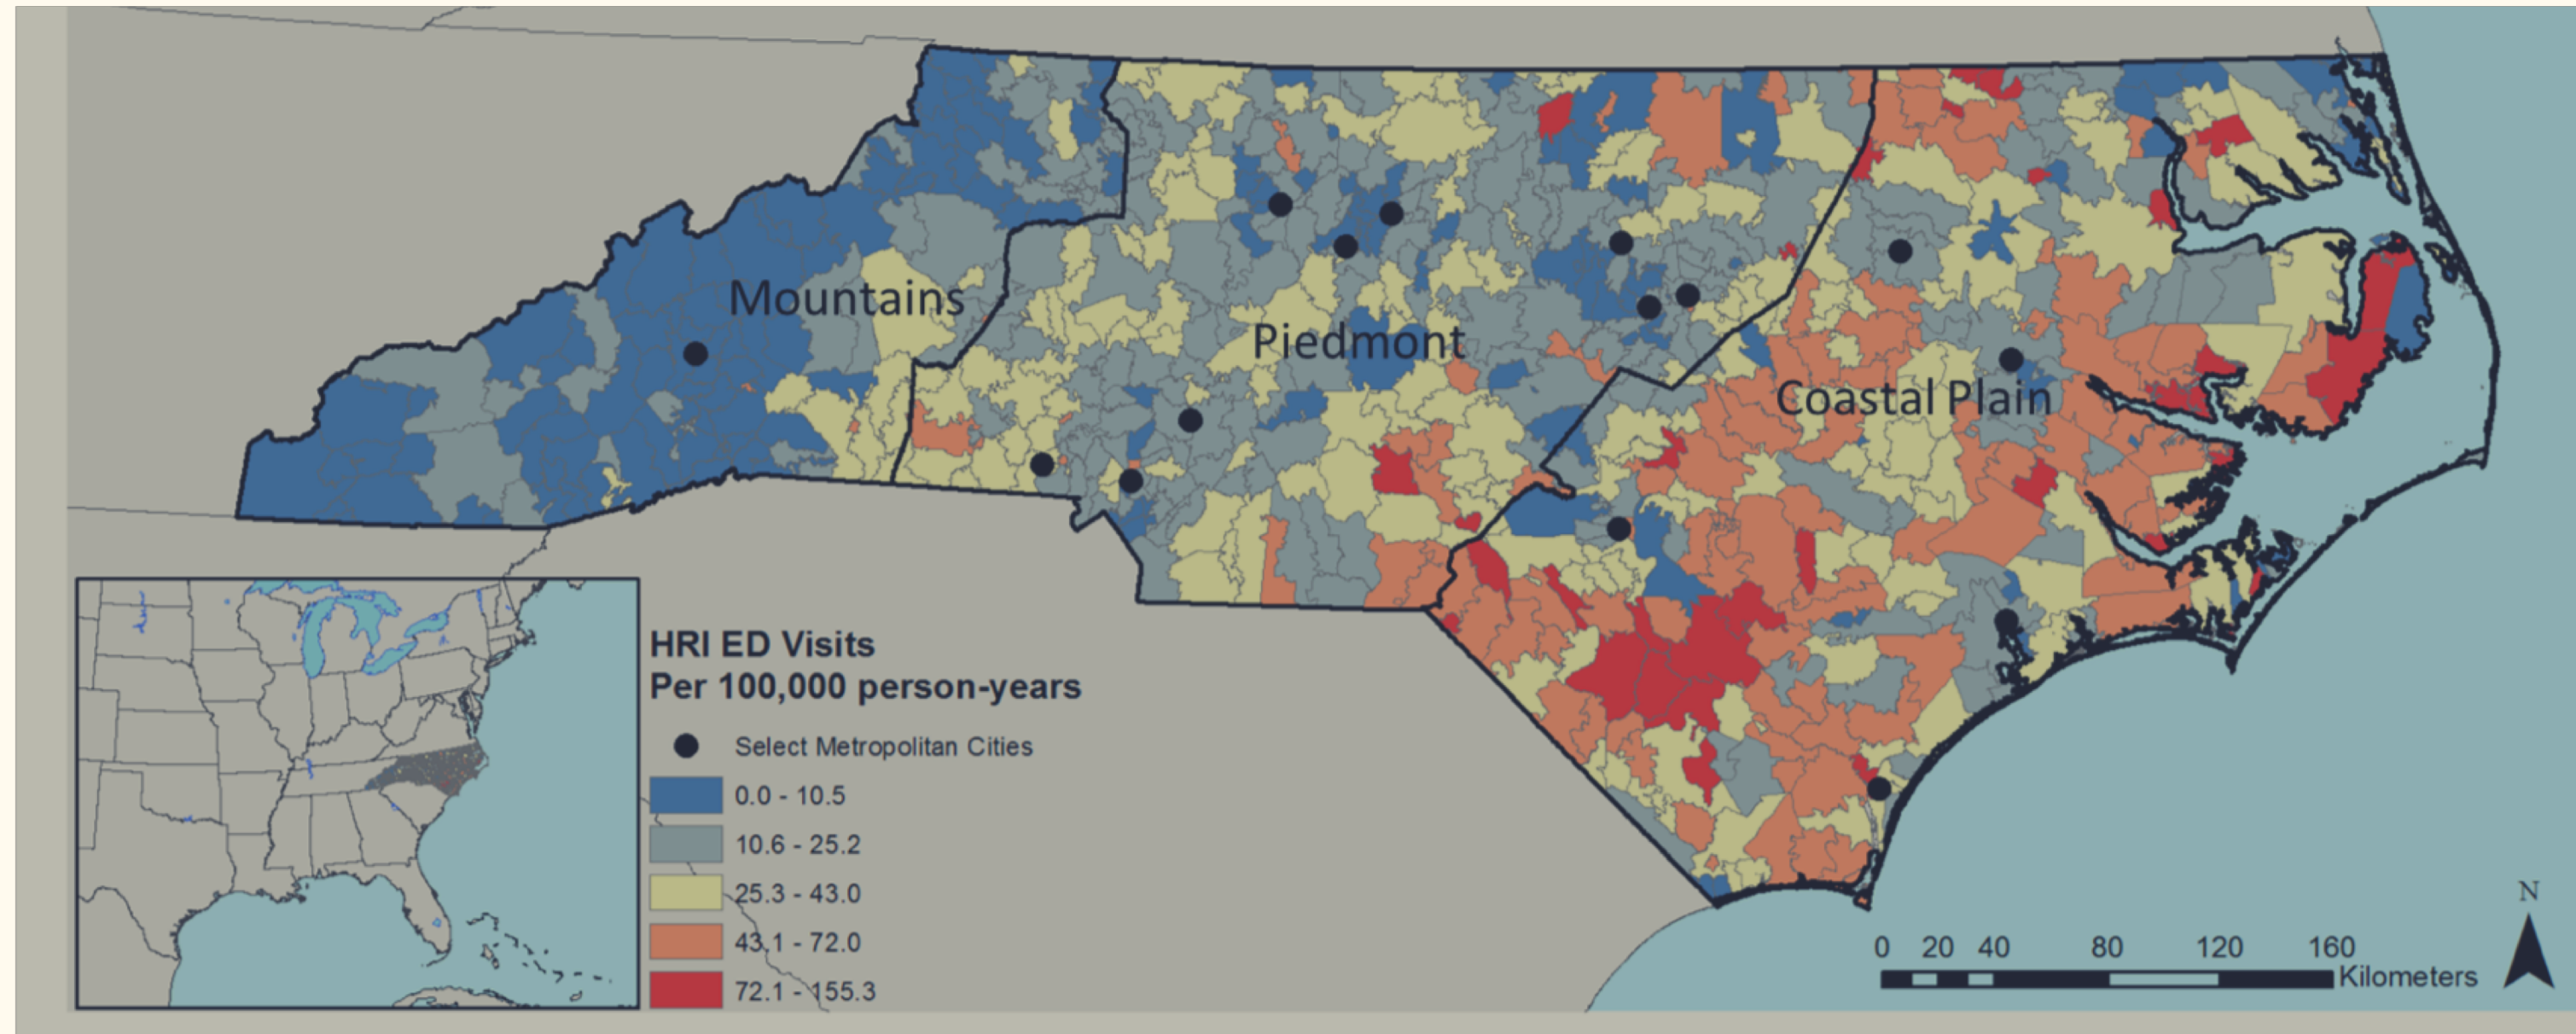 Mountains
Piedmont
Coastal Plain
HRI ED Visits
Per 100,000 person-years
Select Metropolitan Cities
0.0 - 10.5
10.6 - 25.2
25.3 - 43.0
43.1 - 72.0
72.1 - 155.3
N
0 20 40 80 120 160
Kilometers